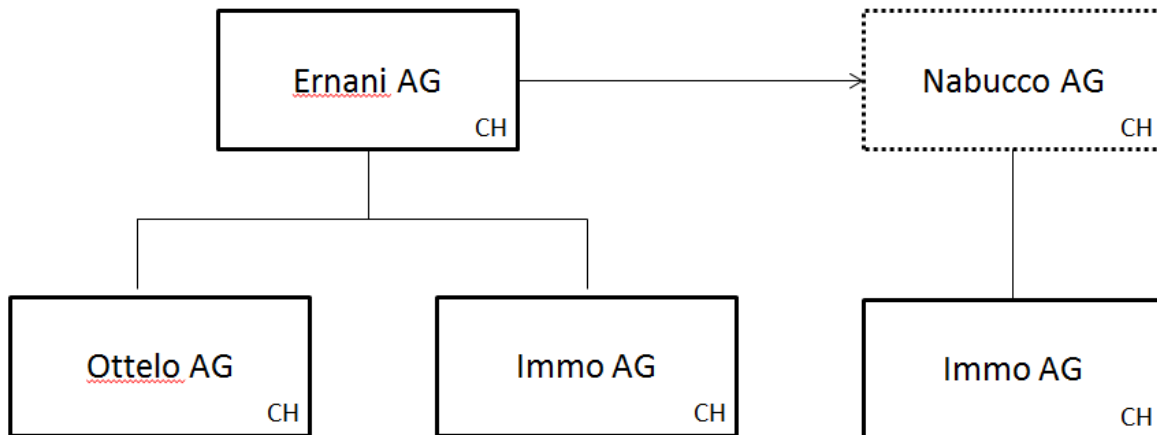 Ernani AG
CH
Nabucco AG
CH
Ottelo AG
CH
Immo AG
CH
Immo AG
CH